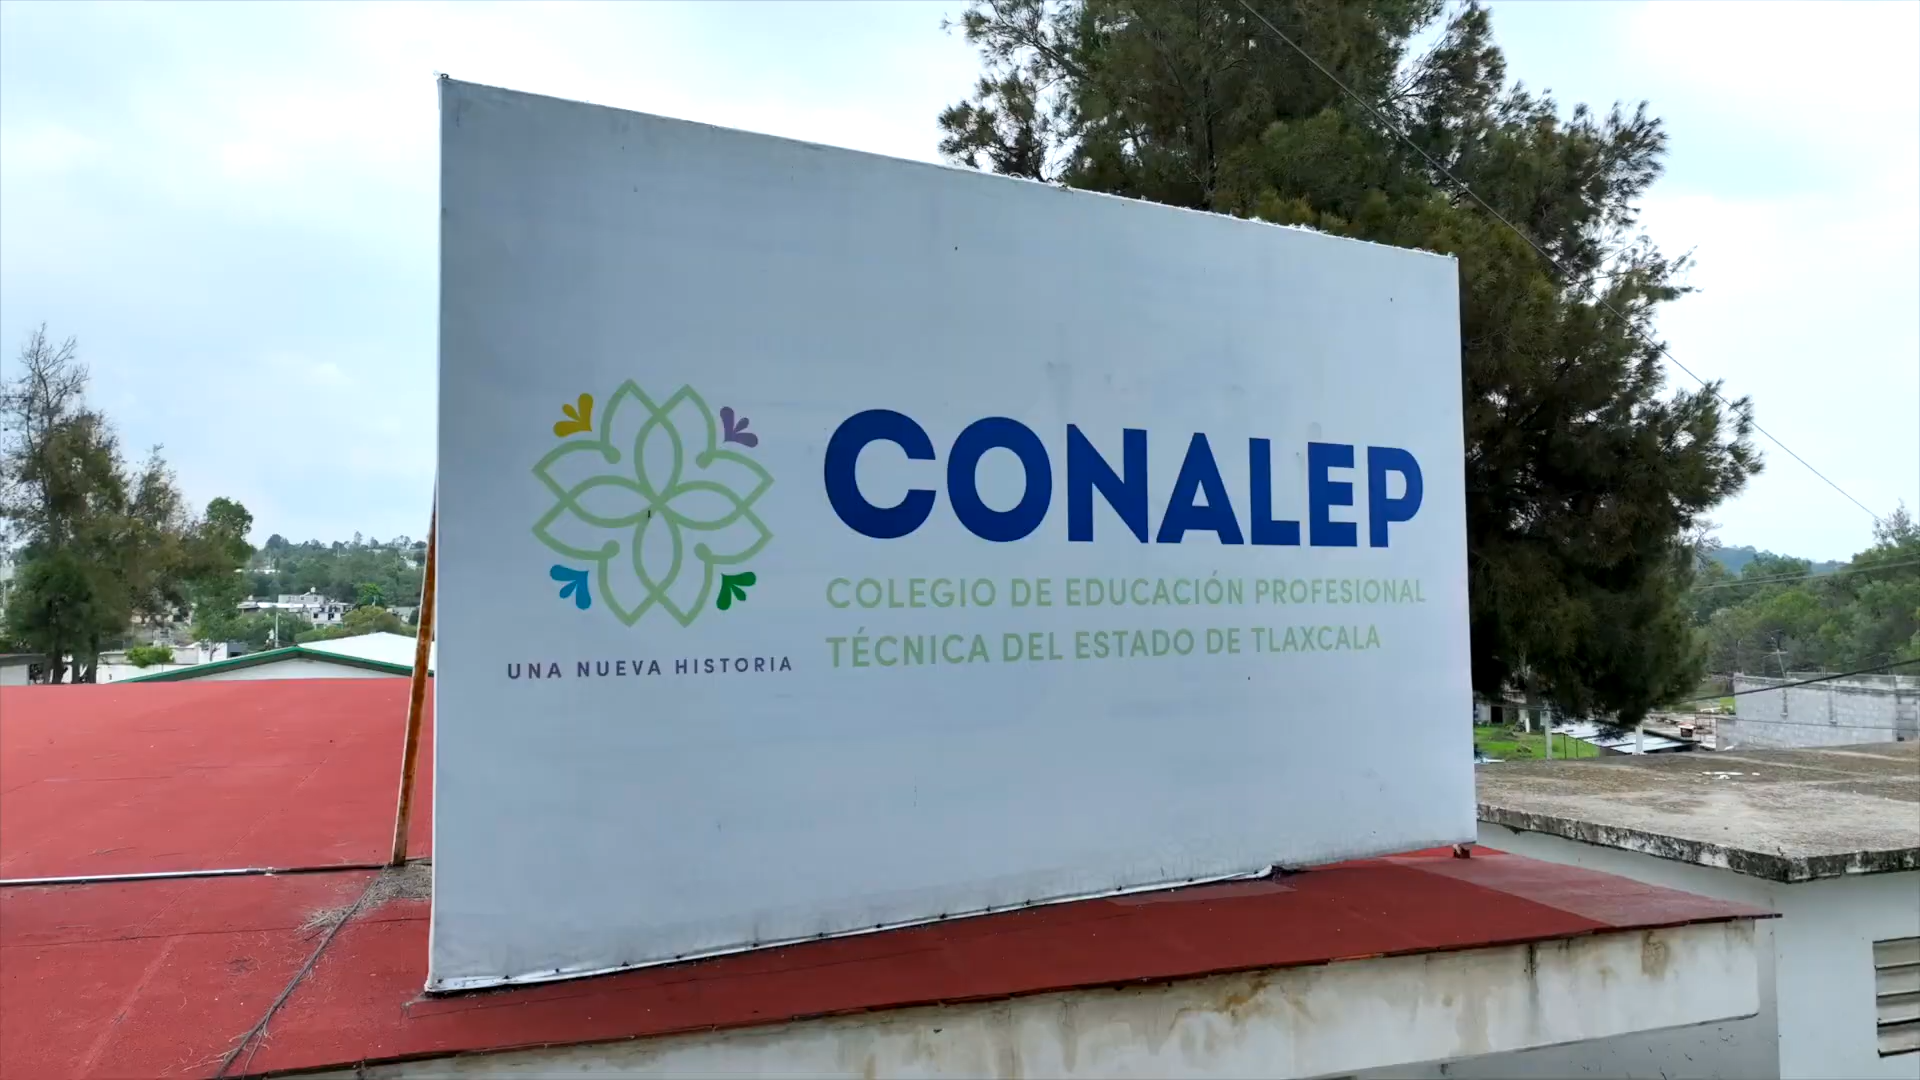 CONALEP
COLEGIO DE EDUCACIÓN PROFESIONAL
TÉCNICA DEL ESTADO DE TLAXCALA
UNA NUEVA HISTORIA